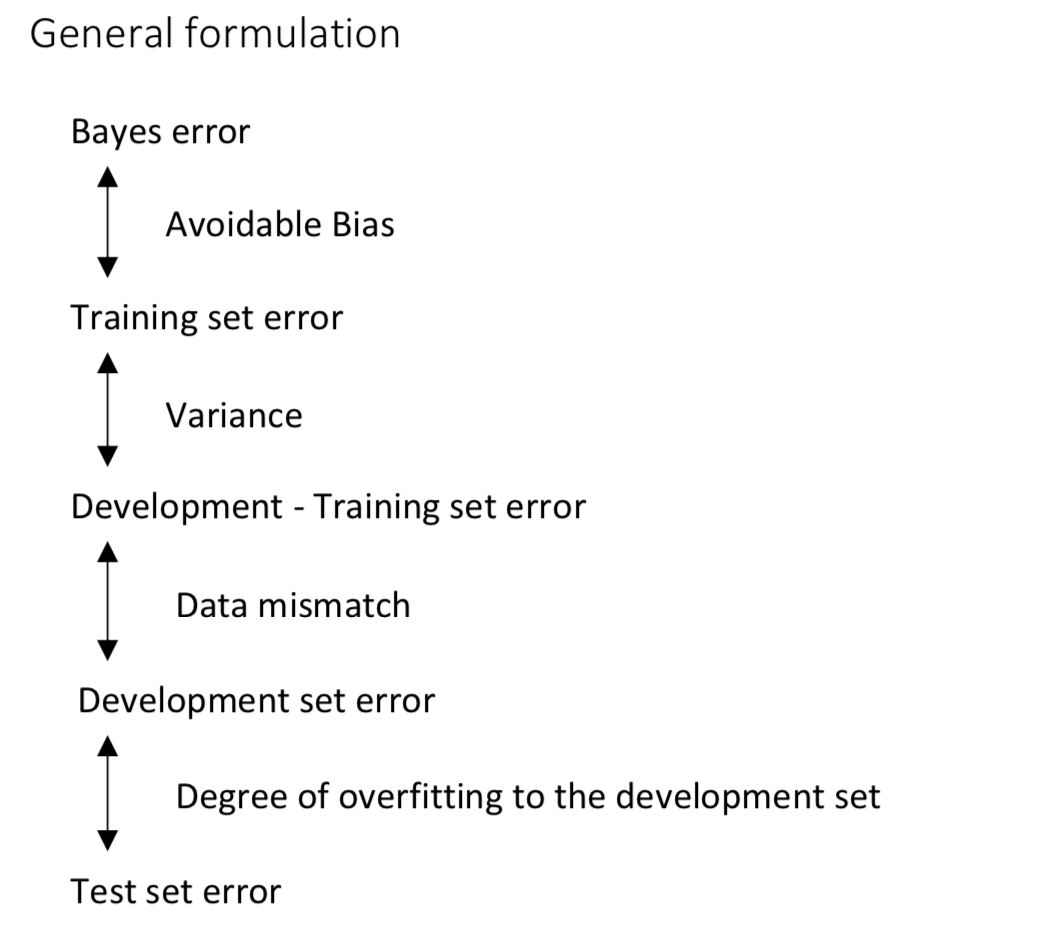 General formulation
Bayes error
Avoidable Bias
Training set error
Variance
Development - Training set error
Data mismatch
Development set error
Degree of overfitting to the development set
Test set error